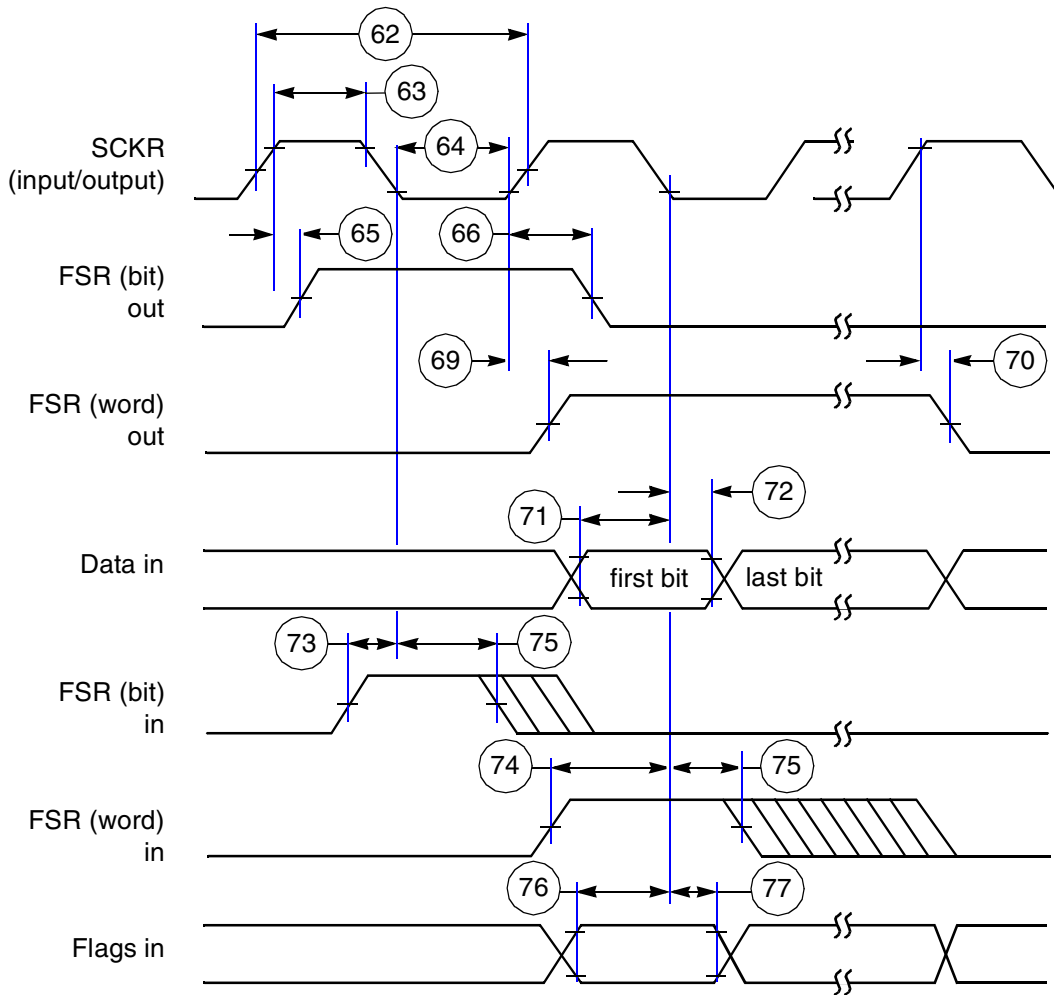 62
63
SCKR
(input/output)
64
65
66
FSR (bit)
out
69
70
FSR (word)
out
71
72
Data in
first bit
last bit
73
75
FSR (bit)
in
74
75
FSR (word)
in
76
77
Flags in